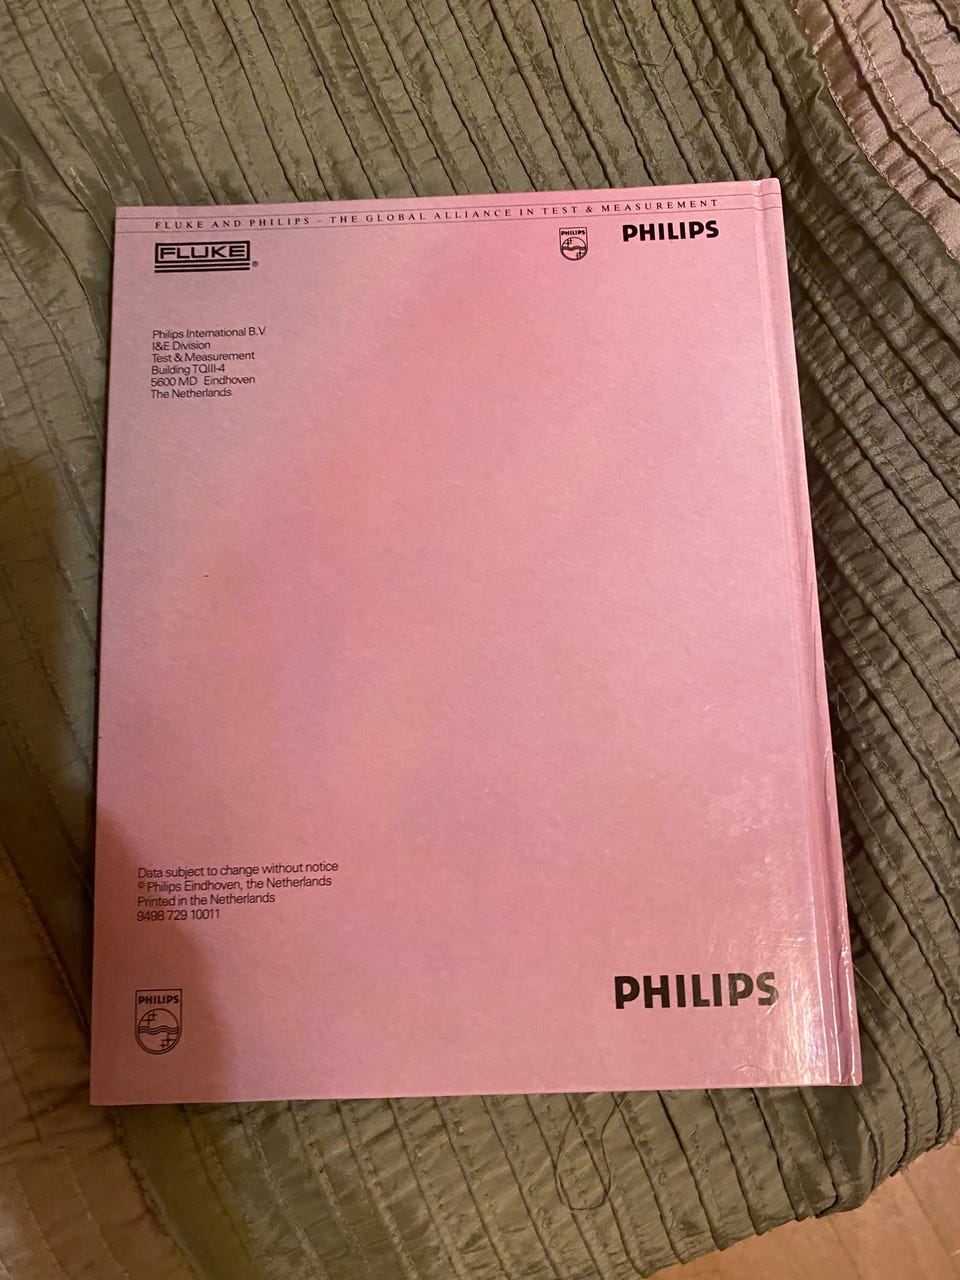 FLUKE AND PHILIPS – THE GLOBAL ALLIANCE IN TEST & MEASUREMENT
FLUKE ®
PHILIPS
PHILIPS
Philips International B.V.
I&E Division
Test & Measurement
Building TQIII-4
5600 MD Eindhoven
The Netherlands
Data subject to change without notice
© Philips Eindhoven, the Netherlands
Printed in the Netherlands
9498 729 10011
PHILIPS
PHILIPS